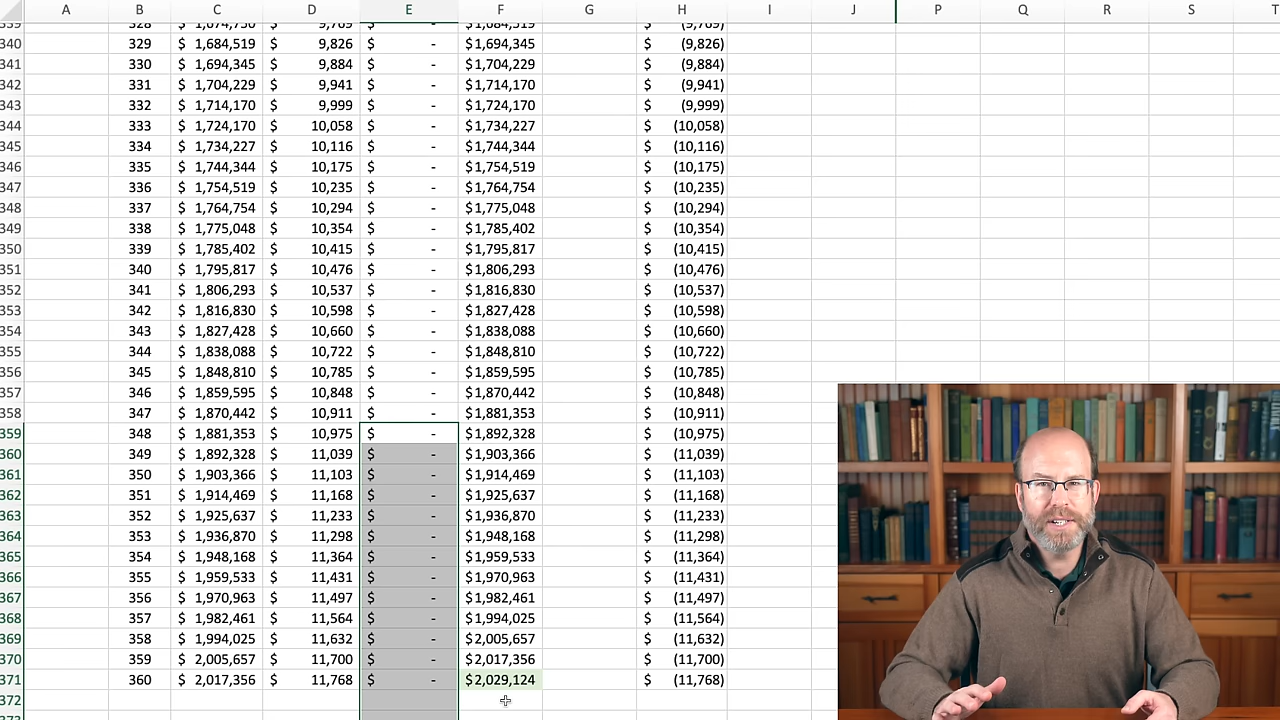 A B C D E F G H I J P Q R S T
339 328 $ 1,674,750 $ 9,769 $ - $1,684,519 $ (9,769)
340 329 $ 1,684,519 $ 9,826 $ - $1,694,345 $ (9,826)
341 330 $ 1,694,345 $ 9,884 $ - $1,704,229 $ (9,884)
342 331 $ 1,704,229 $ 9,941 $ - $1,714,170 $ (9,941)
343 332 $ 1,714,170 $ 9,999 $ - $1,724,170 $ (9,999)
344 333 $ 1,724,170 $ 10,058 $ - $1,734,227 $ (10,058)
345 334 $ 1,734,227 $ 10,116 $ - $1,744,344 $ (10,116)
346 335 $ 1,744,344 $ 10,175 $ - $1,754,519 $ (10,175)
347 336 $ 1,754,519 $ 10,235 $ - $1,764,754 $ (10,235)
348 337 $ 1,764,754 $ 10,294 $ - $1,775,048 $ (10,294)
349 338 $ 1,775,048 $ 10,354 $ - $1,785,402 $ (10,354)
350 339 $ 1,785,402 $ 10,415 $ - $1,795,817 $ (10,415)
351 340 $ 1,795,817 $ 10,476 $ - $1,806,293 $ (10,476)
352 341 $ 1,806,293 $ 10,537 $ - $1,816,830 $ (10,537)
353 342 $ 1,816,830 $ 10,598 $ - $1,827,428 $ (10,598)
354 343 $ 1,827,428 $ 10,660 $ - $1,838,088 $ (10,660)
355 344 $ 1,838,088 $ 10,722 $ - $1,848,810 $ (10,722)
356 345 $ 1,848,810 $ 10,785 $ - $1,859,595 $ (10,785)
357 346 $ 1,859,595 $ 10,848 $ - $1,870,442 $ (10,848)
358 347 $ 1,870,442 $ 10,911 $ - $1,881,353 $ (10,911)
359 348 $ 1,881,353 $ 10,975 $ - $1,892,328 $ (10,975)
360 349 $ 1,892,328 $ 11,039 $ - $1,903,366 $ (11,039)
361 350 $ 1,903,366 $ 11,103 $ - $1,914,469 $ (11,103)
362 351 $ 1,914,469 $ 11,168 $ - $1,925,637 $ (11,168)
363 352 $ 1,925,637 $ 11,233 $ - $1,936,870 $ (11,233)
364 353 $ 1,936,870 $ 11,298 $ - $1,948,168 $ (11,298)
365 354 $ 1,948,168 $ 11,364 $ - $1,959,533 $ (11,364)
366 355 $ 1,959,533 $ 11,431 $ - $1,970,963 $ (11,431)
367 356 $ 1,970,963 $ 11,497 $ - $1,982,461 $ (11,497)
368 357 $ 1,982,461 $ 11,564 $ - $1,994,025 $ (11,564)
369 358 $ 1,994,025 $ 11,632 $ - $2,005,657 $ (11,632)
370 359 $ 2,005,657 $ 11,700 $ - $2,017,356 $ (11,700)
371 360 $ 2,017,356 $ 11,768 $ - $2,029,124 $ (11,768)
372